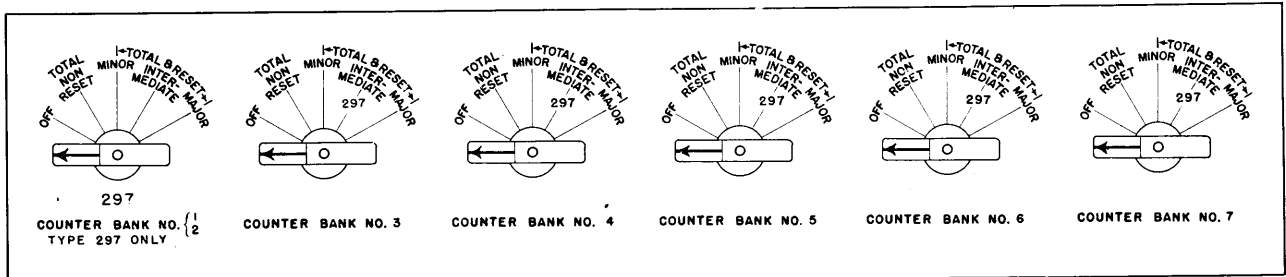 OFF
TOTAL
NON
RESET
MINOR
TOTAL & RESET
INTER-
MEDIATE
MAJOR
297
COUNTER BANK NO. { 1
2
TYPE 297 ONLY
OFF
TOTAL
NON
RESET
MINOR
TOTAL & RESET
INTER-
MEDIATE
MAJOR
297
COUNTER BANK NO. 3
OFF
TOTAL
NON
RESET
MINOR
TOTAL & RESET
INTER-
MEDIATE
MAJOR
297
COUNTER BANK NO. 4
OFF
TOTAL
NON
RESET
MINOR
TOTAL & RESET
INTER-
MEDIATE
MAJOR
297
COUNTER BANK NO. 5
OFF
TOTAL
NON
RESET
MINOR
TOTAL & RESET
INTER-
MEDIATE
MAJOR
297
COUNTER BANK NO. 6
OFF
TOTAL
NON
RESET
MINOR
TOTAL & RESET
INTER-
MEDIATE
MAJOR
297
COUNTER BANK NO. 7